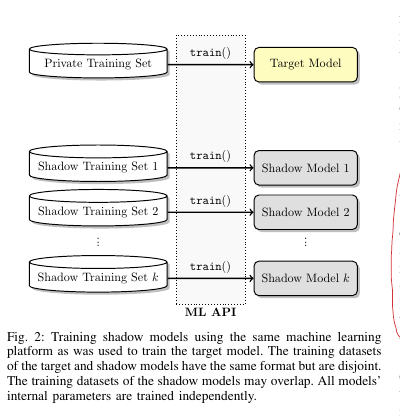 Private Training Set train() Target Model
Shadow Training Set 1 train() Shadow Model 1
Shadow Training Set 2 train() Shadow Model 2
⋮ ⋮
Shadow Training Set k train() Shadow Model k
ML API
Fig. 2: Training shadow models using the same machine learning
platform as was used to train the target model. The training datasets
of the target and shadow models have the same format but are disjoint.
The training datasets of the shadow models may overlap. All models'
internal parameters are trained independently.